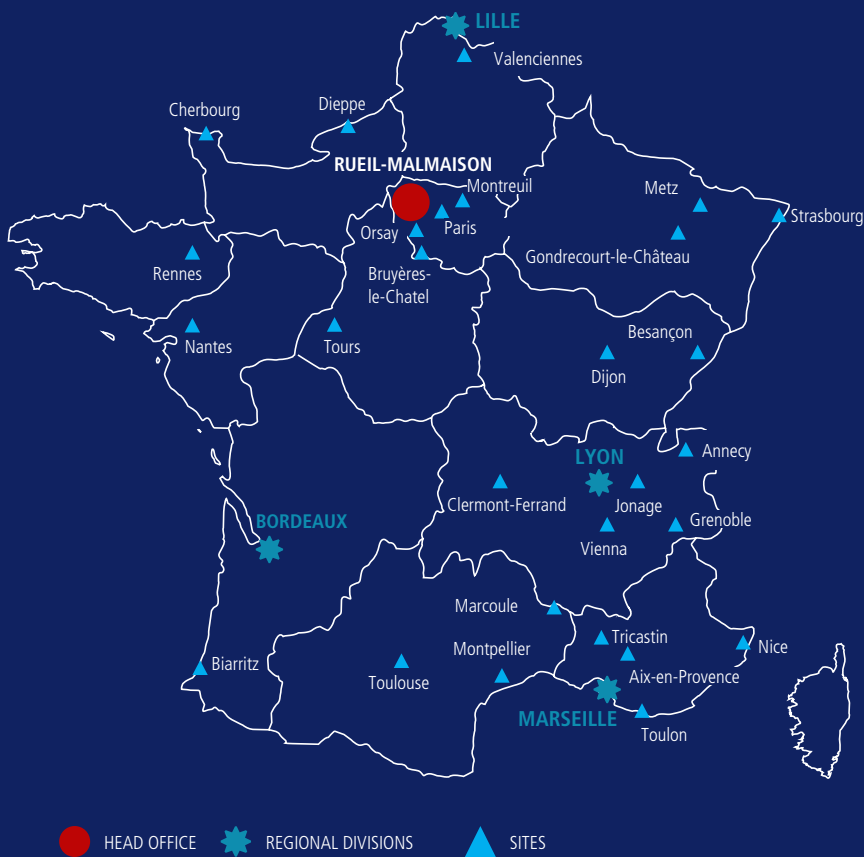 LILLE
Valenciennes
Cherbourg
Dieppe
RUEIL-MALMAISON
Montreuil
Metz
Strasbourg
Orsay
Paris
Gondrecourt-le-Château
Rennes
Bruyères-
le-Chatel
Nantes
Tours
Besançon
Dijon
LYON
Annecy
Clermont-Ferrand
Jonage
BORDEAUX
Grenoble
Vienna
Marcoule
Tricastin
Montpellier
Nice
Biarritz
Toulouse
Aix-en-Provence
MARSEILLE
Toulon
HEAD OFFICE
REGIONAL DIVISIONS
SITES